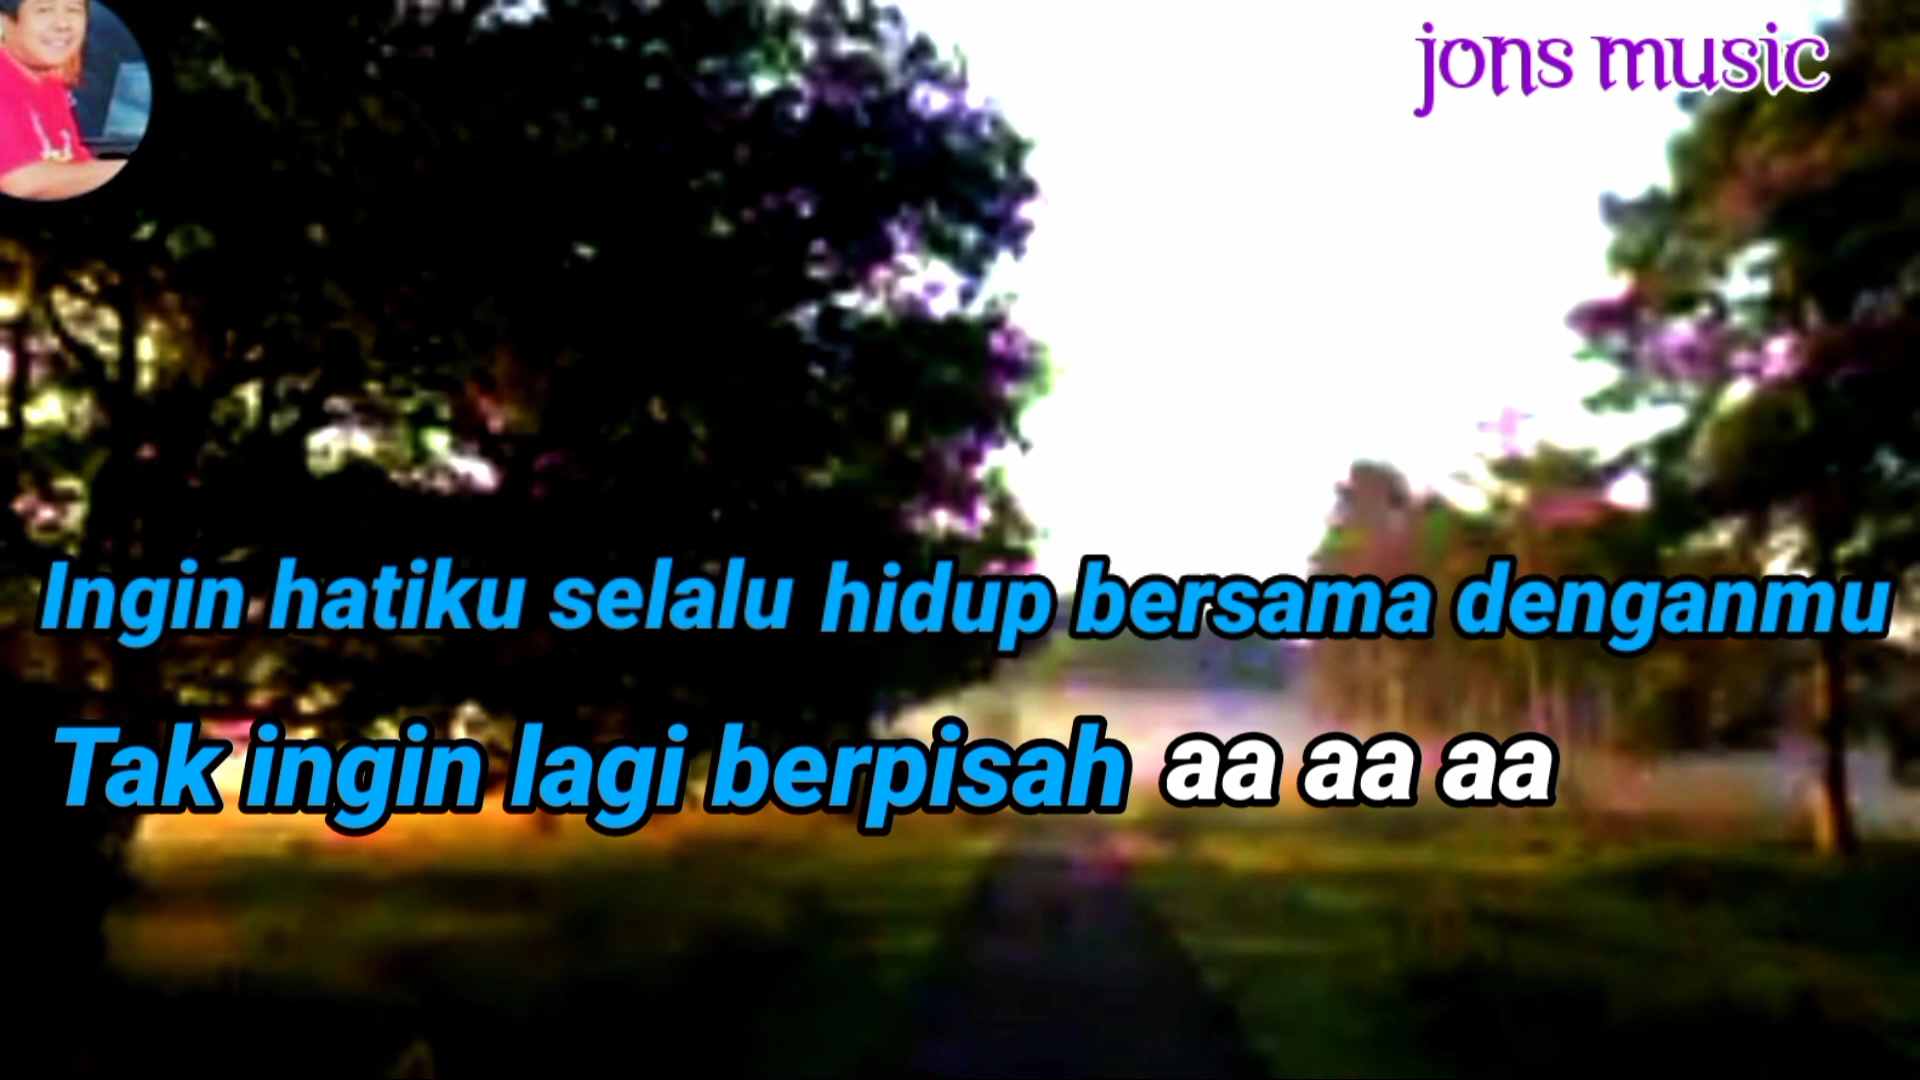 jons music
Ingin hatiku selalu hidup bersama denganmu
Tak ingin lagi berpisah aa aa aa